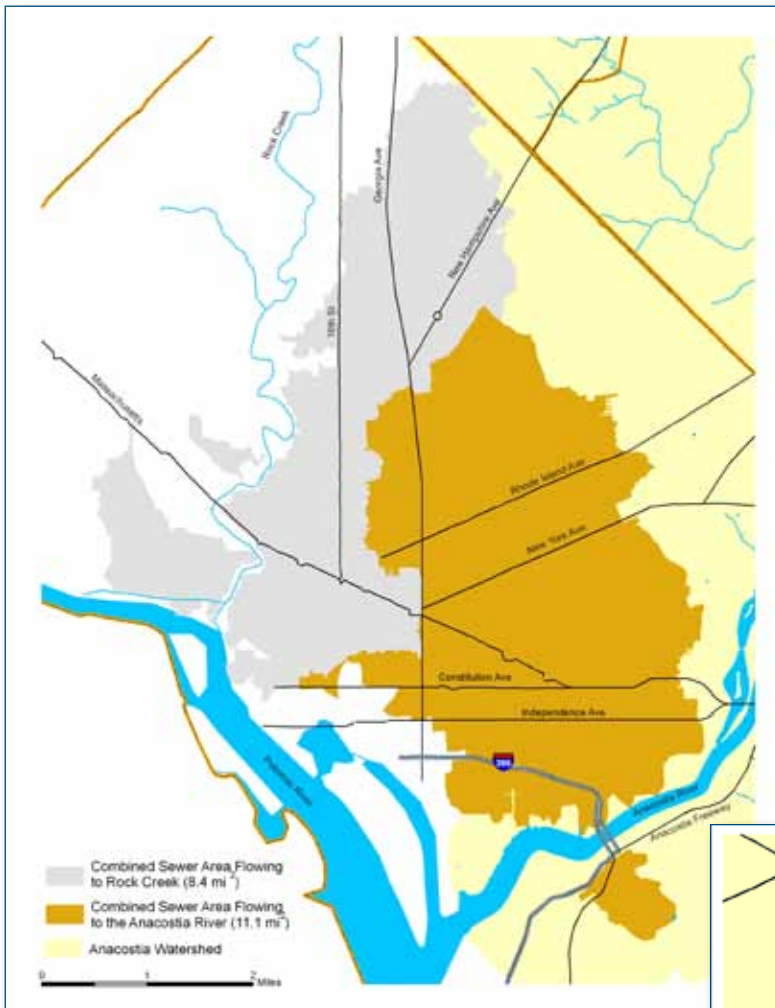 Rock Creek
16th St
Georgia Ave
New Hampshire Ave
Massachusetts
Rhode Island Ave
New York Ave
Constitution Ave
Independence Ave
395
Potomac River
Anacostia River
Anacostia Freeway
Combined Sewer Area Flowing
to Rock Creek (8.4 mi²)
Combined Sewer Area Flowing
to the Anacostia River (11.1 mi²)
Anacostia Watershed
0 1 2
Miles